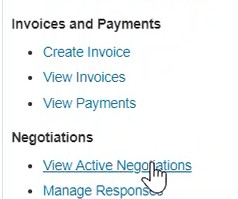 Invoices and Payments
Create Invoice
View Invoices
View Payments
Negotiations
View Active Negotiations
Manage Responses